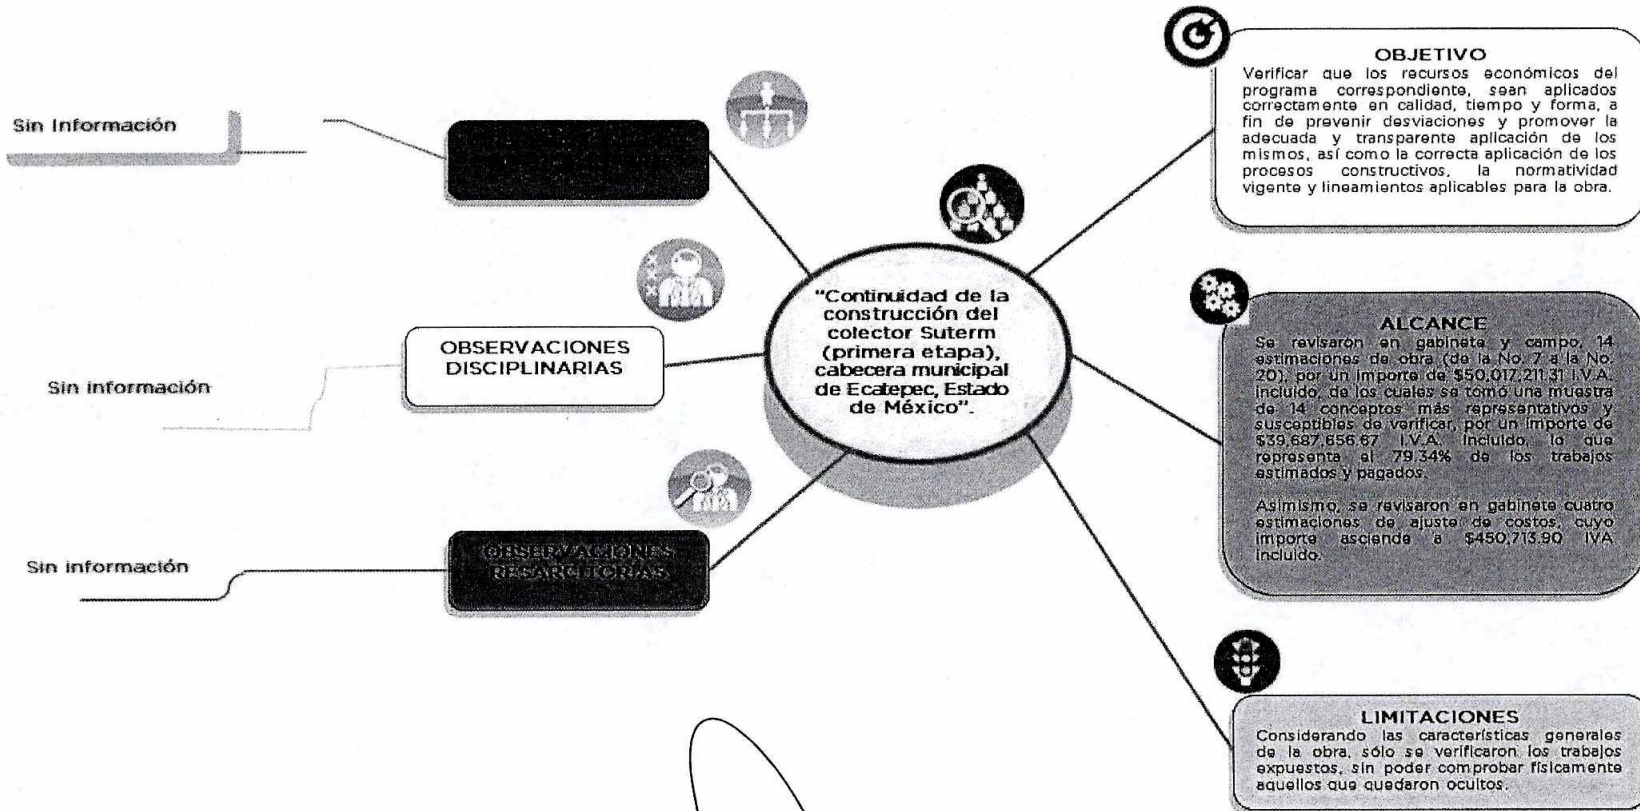 Sin Información
Sin información
OBSERVACIONES
DISCIPLINARIAS
Sin información
OBSERVACIONES
RESARCITORIAS
"Continuidad de la
construcción del
colector Suterm
(primera etapa),
cabecera municipal
de Ecatepec, Estado
de México".
OBJETIVO
Verificar que los recursos económicos del
programa correspondiente, sean aplicados
correctamente en calidad, tiempo y forma, a
fin de prevenir desviaciones y promover la
adecuada y transparente aplicación de los
mismos, así como la correcta aplicación de los
procesos constructivos, la normatividad
vigente y lineamientos aplicables para la obra.
ALCANCE
Se revisaron en gabinete y campo, 14
estimaciones de obra (de la No. 7 a la No.
20), por un importe de $50,017,211.31 I.V.A.
incluido, de los cuales se tomó una muestra
de 14 conceptos más representativos y
susceptibles de verificar, por un importe de
$39,687,656.67 I.V.A. incluido, lo que
representa el 79.34% de los trabajos
estimados y pagados.
Asimismo, se revisaron en gabinete cuatro
estimaciones de ajuste de costos, cuyo
importe asciende a $450,713.90 IVA
incluido.
LIMITACIONES
Considerando las características generales
de la obra, sólo se verificaron los trabajos
expuestos, sin poder comprobar físicamente
aquellos que quedaron ocultos.